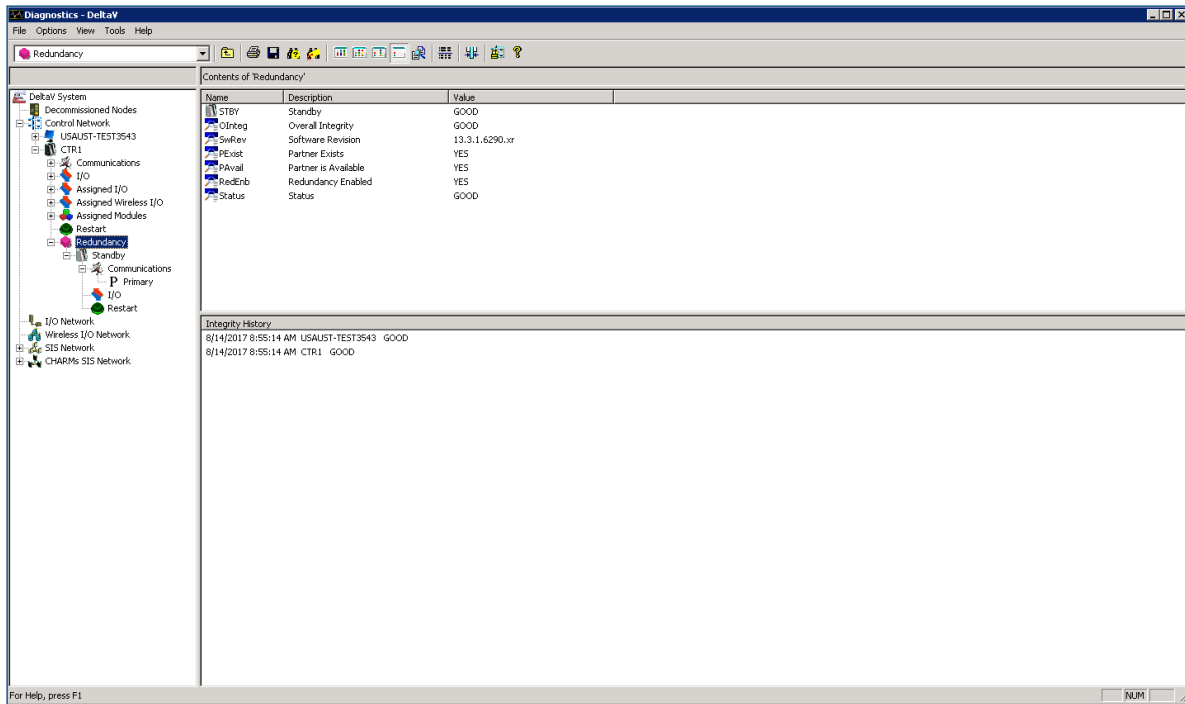 Diagnostics - DeltaV
File Options View Tools Help
Redundancy
Contents of 'Redundancy'
DeltaV System
Decommissioned Nodes
Control Network
USAUST-TEST3543
CTR1
Communications
I/O
Assigned I/O
Assigned Wireless I/O
Assigned Modules
Restart
Redundancy
Standby
Communications
P Primary
I/O
Restart
I/O Network
Wireless I/O Network
SIS Network
CHARMs SIS Network
Name Description Value
STBY Standby GOOD
OInteg Overall Integrity GOOD
SwRev Software Revision 13.3.1.6290.xr
PExist Partner Exists YES
PAvail Partner is Available YES
RedEnb Redundancy Enabled YES
Status Status GOOD
Integrity History
8/14/2017 8:55:14 AM USAUST-TEST3543 GOOD
8/14/2017 8:55:14 AM CTR1 GOOD
For Help, press F1
NUM